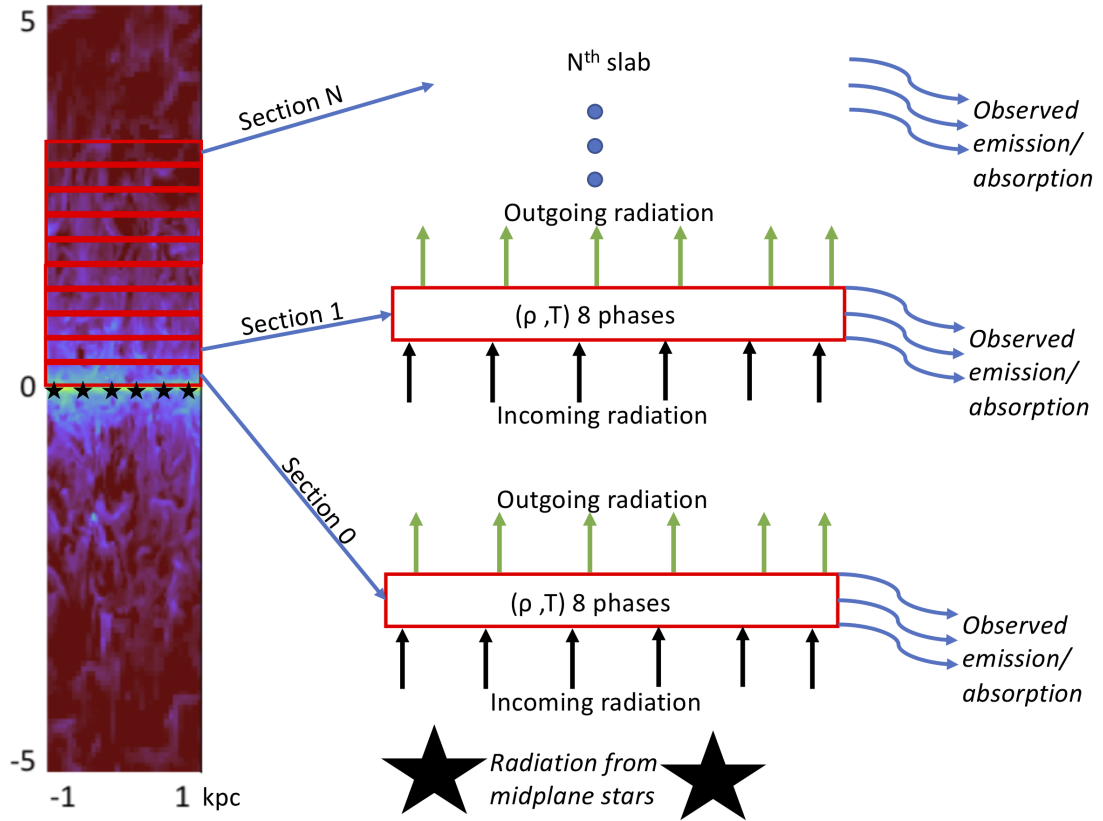 5
0
-5
-1
1 kpc
Section N
Section 1
Section 0
Nth slab
Observed
emission/
absorption
Outgoing radiation
(ρ ,T) 8 phases
Incoming radiation
Observed
emission/
absorption
Outgoing radiation
(ρ ,T) 8 phases
Incoming radiation
Observed
emission/
absorption
Radiation from
midplane stars